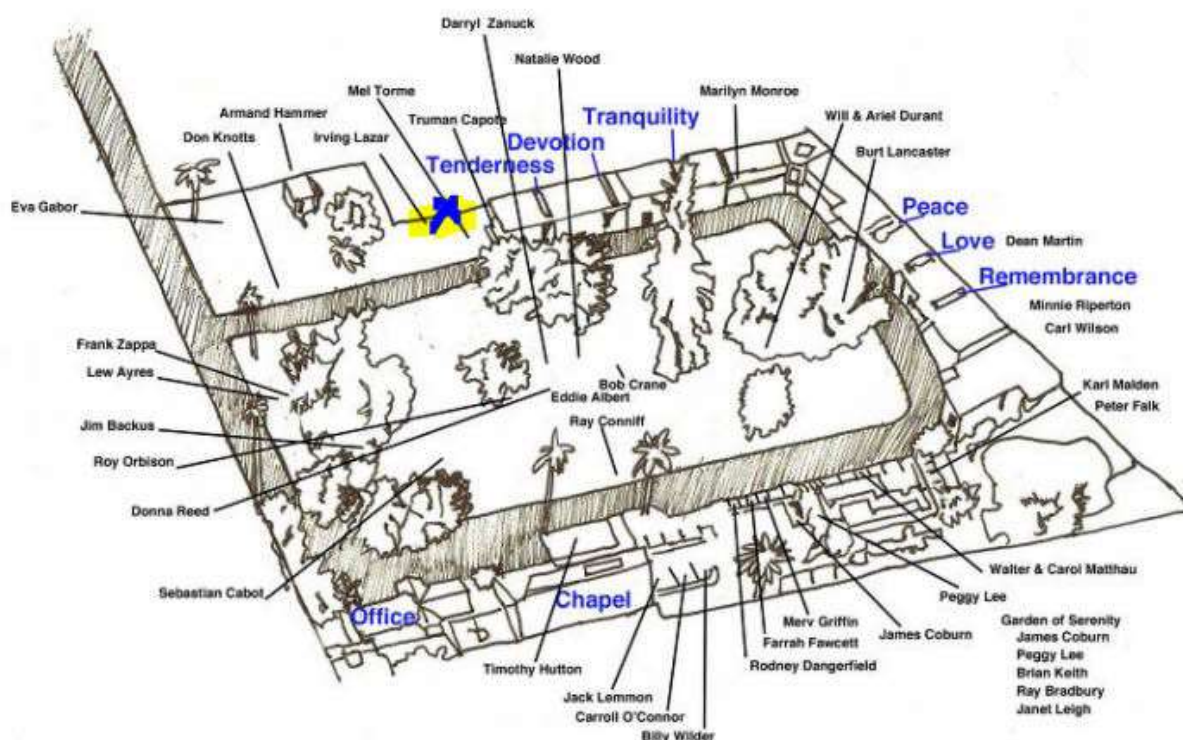 Darryl Zanuck
Natalie Wood
Mel Torme
Marilyn Monroe
Armand Hammer
Truman Capote
Tranquility
Will & Ariel Durant
Don Knotts
Irving Lazar
Devotion
Burt Lancaster
Tenderness
Eva Gabor
Peace
Love
Dean Martin
Remembrance
Minnie Riperton
Carl Wilson
Frank Zappa
Lew Ayres
Bob Crane
Eddie Albert
Karl Malden
Peter Falk
Jim Backus
Ray Conniff
Roy Orbison
Donna Reed
Sebastian Cabot
Walter & Carol Matthau
Office
Chapel
Peggy Lee
Merv Griffin
James Coburn
Farrah Fawcett
Timothy Hutton
Rodney Dangerfield
Jack Lemmon
Carroll O'Connor
Billy Wilder
Garden of Serenity
James Coburn
Peggy Lee
Brian Keith
Ray Bradbury
Janet Leigh